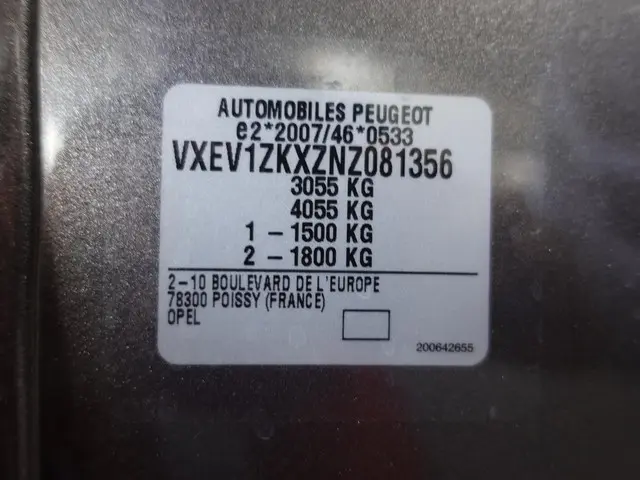 AUTOMOBILES PEUGEOT
e2*2007/46*0533
VXEV1ZKXZNZ081356
3055 KG
4055 KG
1 - 1500 KG
2 - 1800 KG
2-10 BOULEVARD DE L'EUROPE
78300 POISSY (FRANCE)
OPEL
200642655